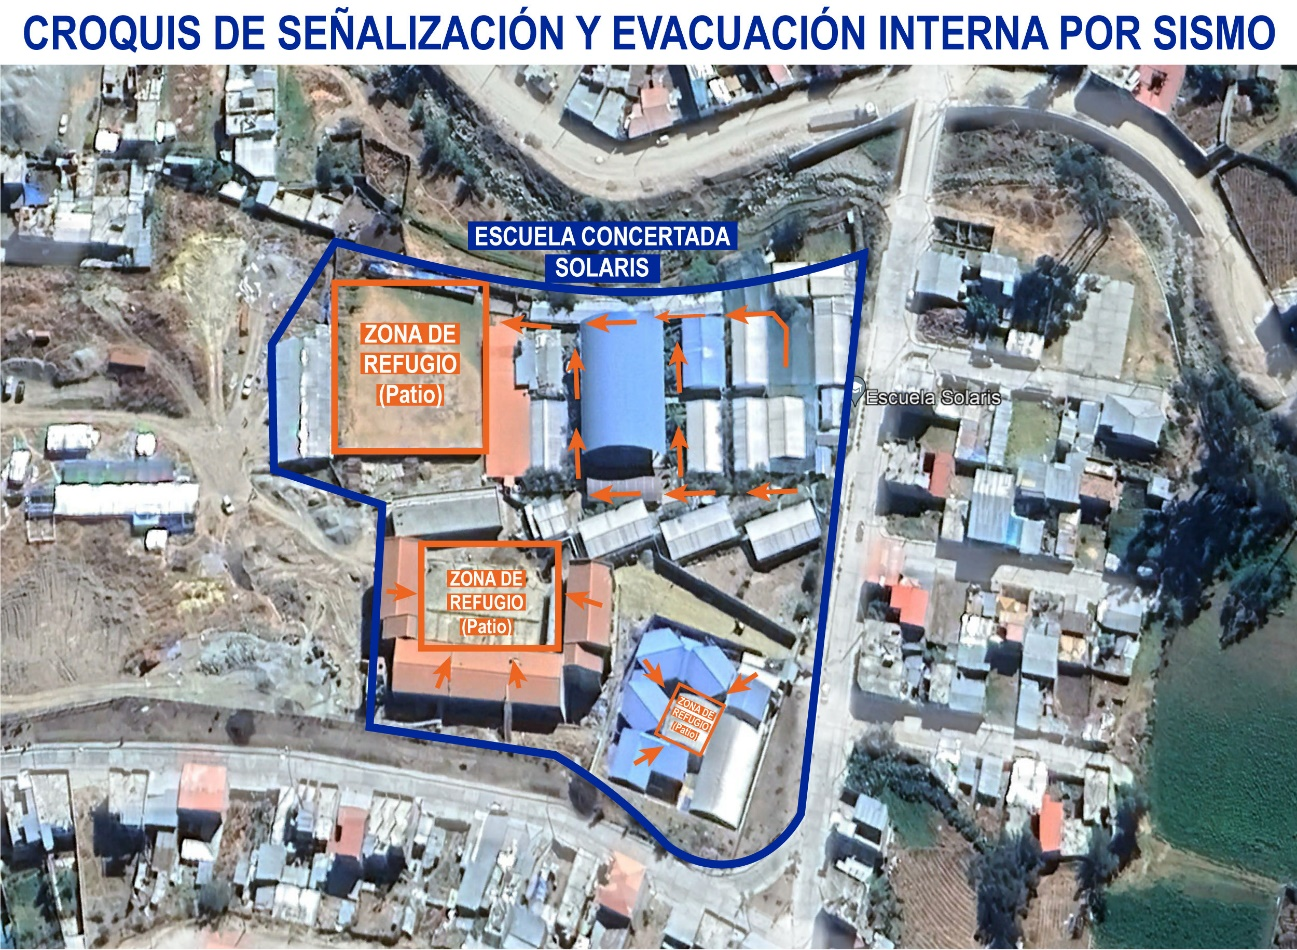 CROQUIS DE SEÑALIZACIÓN Y EVACUACIÓN INTERNA POR SISMO
ESCUELA CONCERTADA
SOLARIS
ZONA DE
REFUGIO
(Patio)
Escuela Solaris
ZONA DE
REFUGIO
(Patio)
ZONA DE
REFUGIO
(Patio)